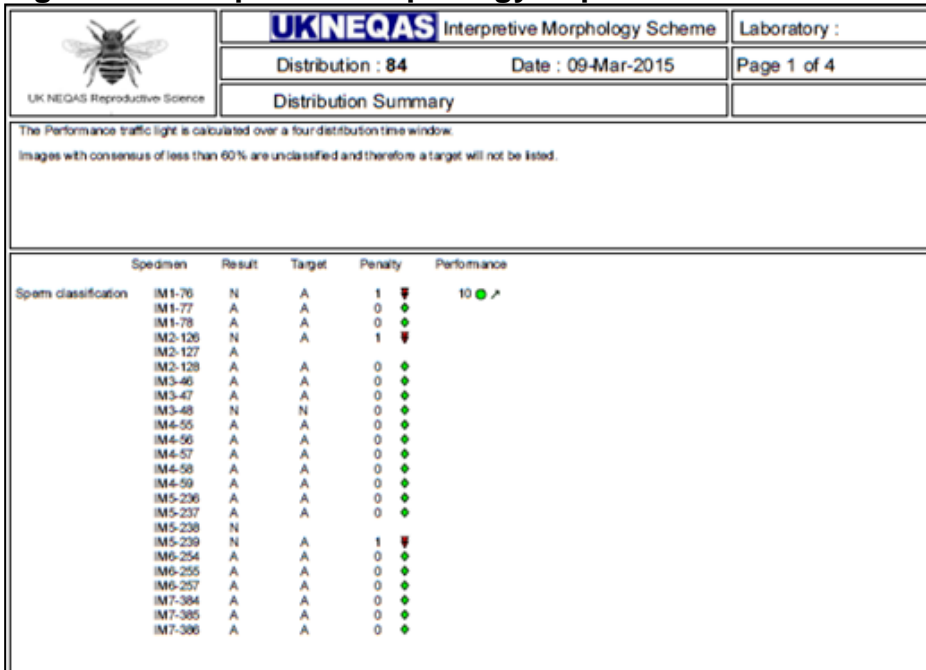 UKNEQAS Interpretive Morphology Scheme
Laboratory :
Distribution : 84 Date : 09-Mar-2015
Page 1 of 4
UK NEQAS Reproductive Science
Distribution Summary
The Performance traffic light is calculated over a four distribution time window.
Images with consensus of less than 60% are unclassified and therefore a target will not be listed.
Specimen Result Target Penalty Performance
Sperm classification IM1-76 N A 1 10
IM1-77 A A 0
IM1-78 A A 0
IM2-126 N A 1
IM2-127 A
IM2-128 A A 0
IM3-46 A A 0
IM3-47 A A 0
IM3-48 N N 0
IM4-55 A A 0
IM4-56 A A 0
IM4-57 A A 0
IM4-58 A A 0
IM4-59 A A 0
IM5-236 A A 0
IM5-237 A A 0
IM5-238 N
IM5-239 N A 1
IM6-254 A A 0
IM6-255 A A 0
IM6-257 A A 0
IM7-384 A A 0
IM7-385 A A 0
IM7-386 A A 0